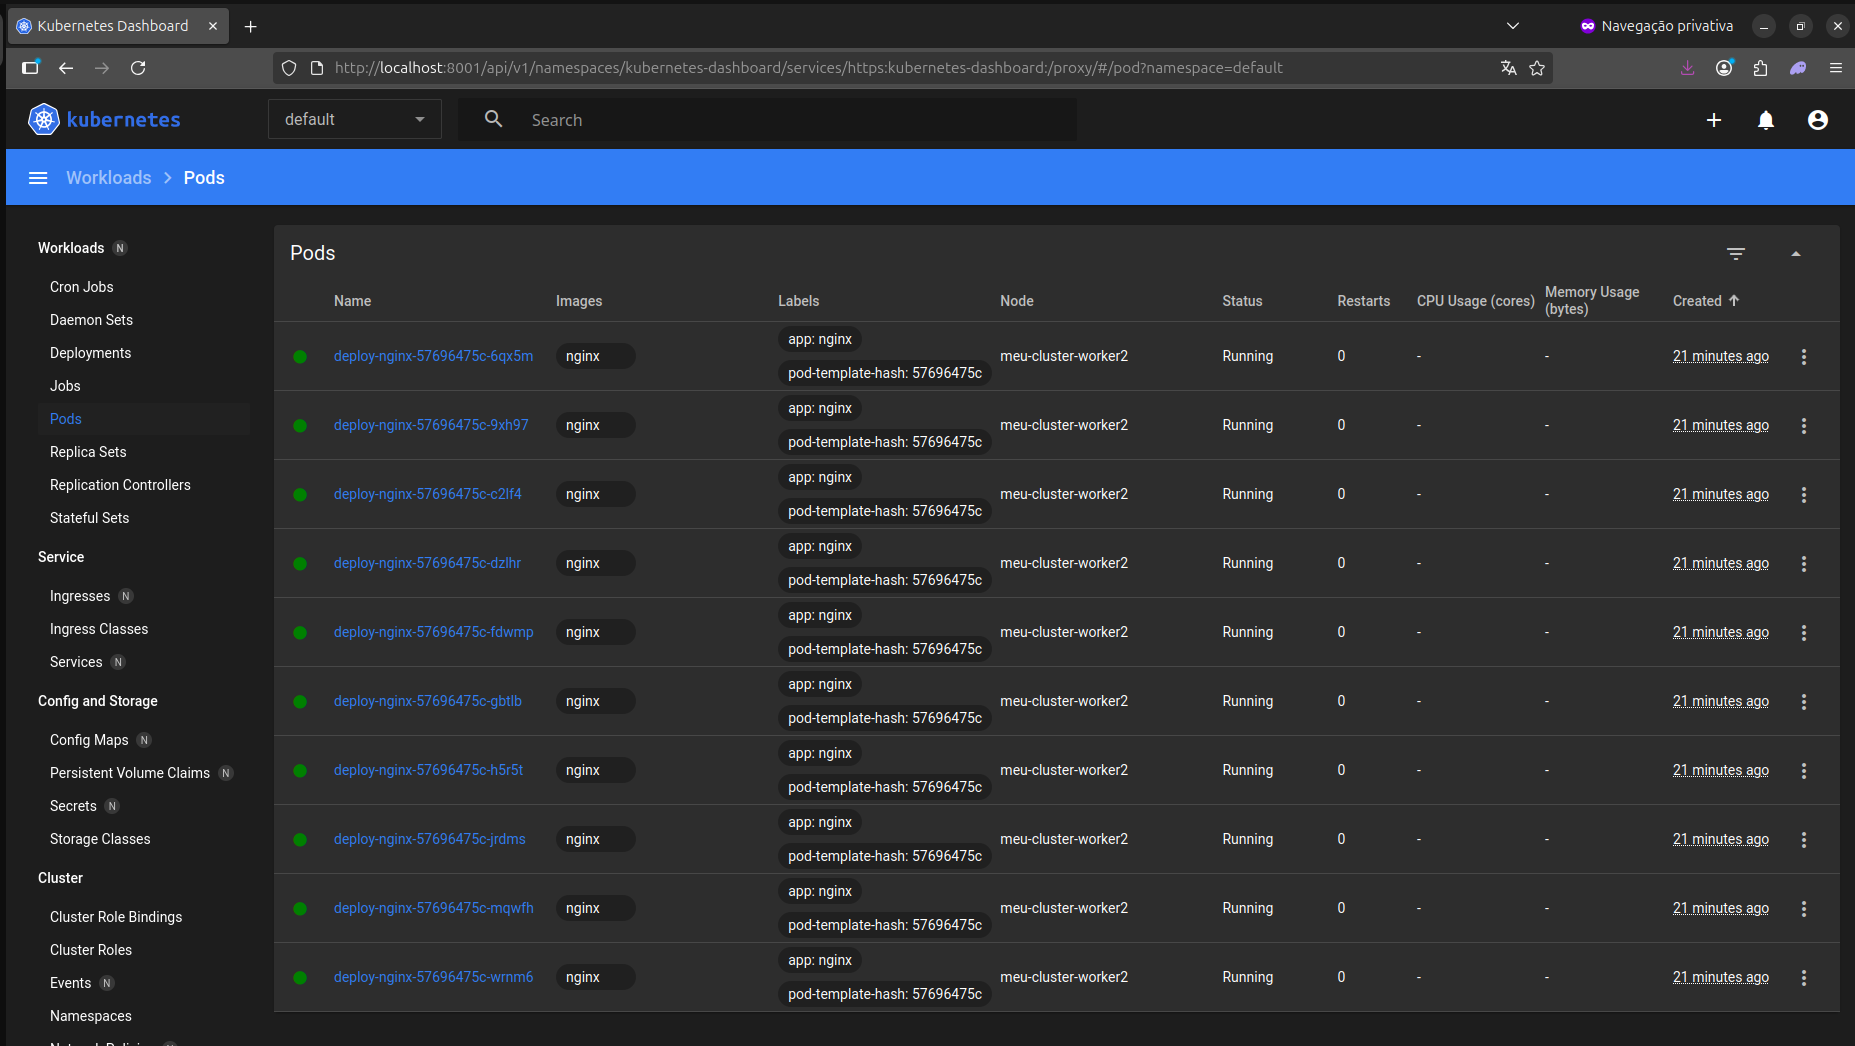 Kubernetes Dashboard
Navegação privativa
http://localhost:8001/api/v1/namespaces/kubernetes-dashboard/services/https:kubernetes-dashboard:/proxy/#/pod?namespace=default
kubernetes
default
Search
Workloads > Pods
Workloads N
Cron Jobs
Daemon Sets
Deployments
Jobs
Pods
Replica Sets
Replication Controllers
Stateful Sets
Service
Ingresses N
Ingress Classes
Services N
Config and Storage
Config Maps N
Persistent Volume Claims N
Secrets N
Storage Classes
Cluster
Cluster Role Bindings
Cluster Roles
Events N
Namespaces
Pods
Name Images Labels Node Status Restarts CPU Usage (cores) Memory Usage (bytes) Created
app: nginx
deploy-nginx-57696475c-6qx5m nginx meu-cluster-worker2 Running 0 - - 21 minutes ago
pod-template-hash: 57696475c
app: nginx
deploy-nginx-57696475c-9xh97 nginx meu-cluster-worker2 Running 0 - - 21 minutes ago
pod-template-hash: 57696475c
app: nginx
deploy-nginx-57696475c-c2lf4 nginx meu-cluster-worker2 Running 0 - - 21 minutes ago
pod-template-hash: 57696475c
app: nginx
deploy-nginx-57696475c-dzlhr nginx meu-cluster-worker2 Running 0 - - 21 minutes ago
pod-template-hash: 57696475c
app: nginx
deploy-nginx-57696475c-fdwmp nginx meu-cluster-worker2 Running 0 - - 21 minutes ago
pod-template-hash: 57696475c
app: nginx
deploy-nginx-57696475c-gbtlb nginx meu-cluster-worker2 Running 0 - - 21 minutes ago
pod-template-hash: 57696475c
app: nginx
deploy-nginx-57696475c-h5r5t nginx meu-cluster-worker2 Running 0 - - 21 minutes ago
pod-template-hash: 57696475c
app: nginx
deploy-nginx-57696475c-jrdms nginx meu-cluster-worker2 Running 0 - - 21 minutes ago
pod-template-hash: 57696475c
app: nginx
deploy-nginx-57696475c-mqwfh nginx meu-cluster-worker2 Running 0 - - 21 minutes ago
pod-template-hash: 57696475c
app: nginx
deploy-nginx-57696475c-wrnm6 nginx meu-cluster-worker2 Running 0 - - 21 minutes ago
pod-template-hash: 57696475c